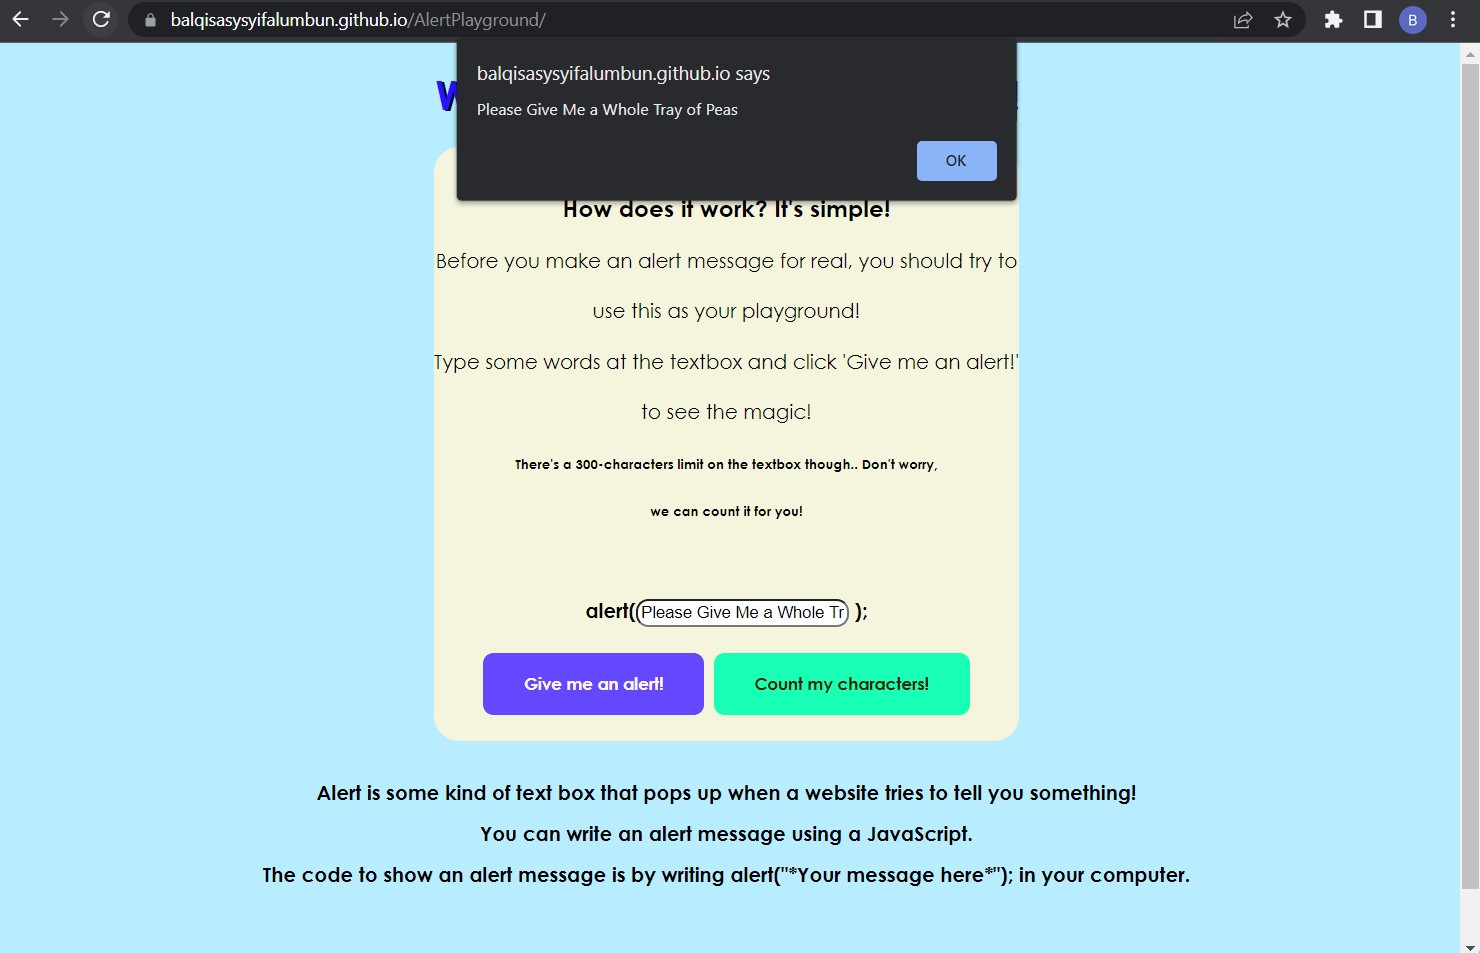 balqisasysyifalumbun.github.io/AlertPlayground/
B
balqisasysyifalumbun.github.io says
Please Give Me a Whole Tray of Peas
OK
How does it work? It's simple!
Before you make an alert message for real, you should try to
use this as your playground!
Type some words at the textbox and click 'Give me an alert!'
to see the magic!
There's a 300-characters limit on the textbox though.. Don't worry,
we can count it for you!
alert(Please Give Me a Whole Tr );
Give me an alert! Count my characters!
Alert is some kind of text box that pops up when a website tries to tell you something!
You can write an alert message using a JavaScript.
The code to show an alert message is by writing alert("*Your message here*"); in your computer.